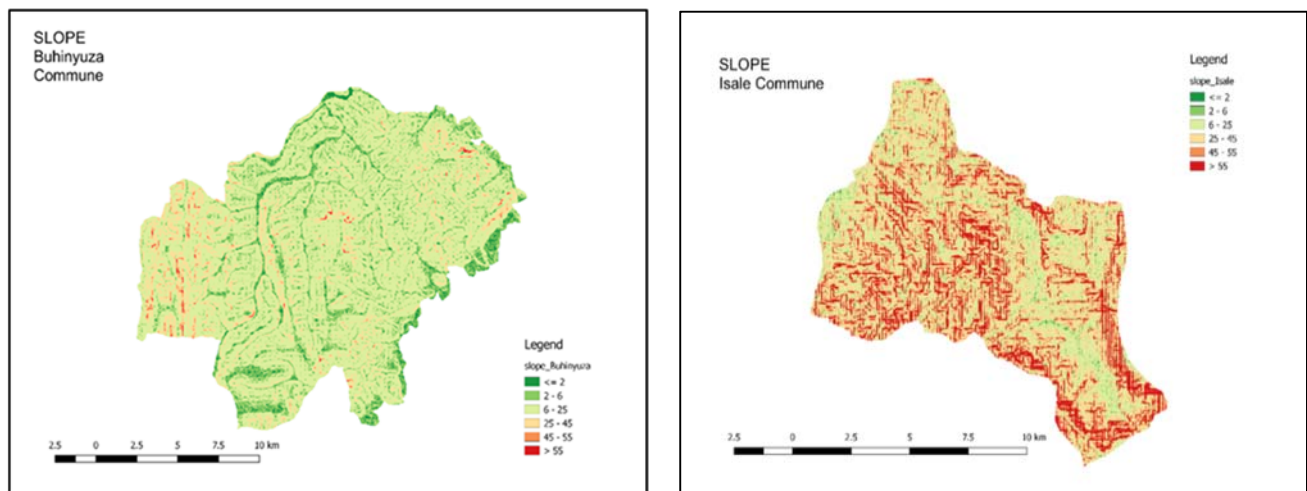 SLOPE
Buhinyuza
Commune
Legend
slope_Buhinyuza
<= 2
2 - 6
6 - 25
25 - 45
45 - 55
> 55
2.5 0 2.5 5 7.5 10 km
SLOPE
Isale Commune
Legend
slope_Isale
<= 2
2 - 6
6 - 25
25 - 45
45 - 55
> 55
2.5 0 2.5 5 7.5 10 km